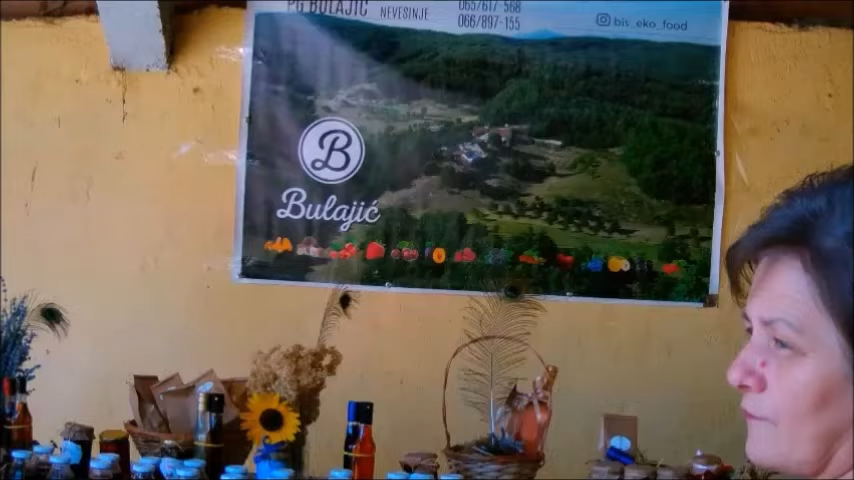 PG BULAJIĆ NEVESINJE
065/617-568
066/897-155
bis_eko_food
B
Bulajić